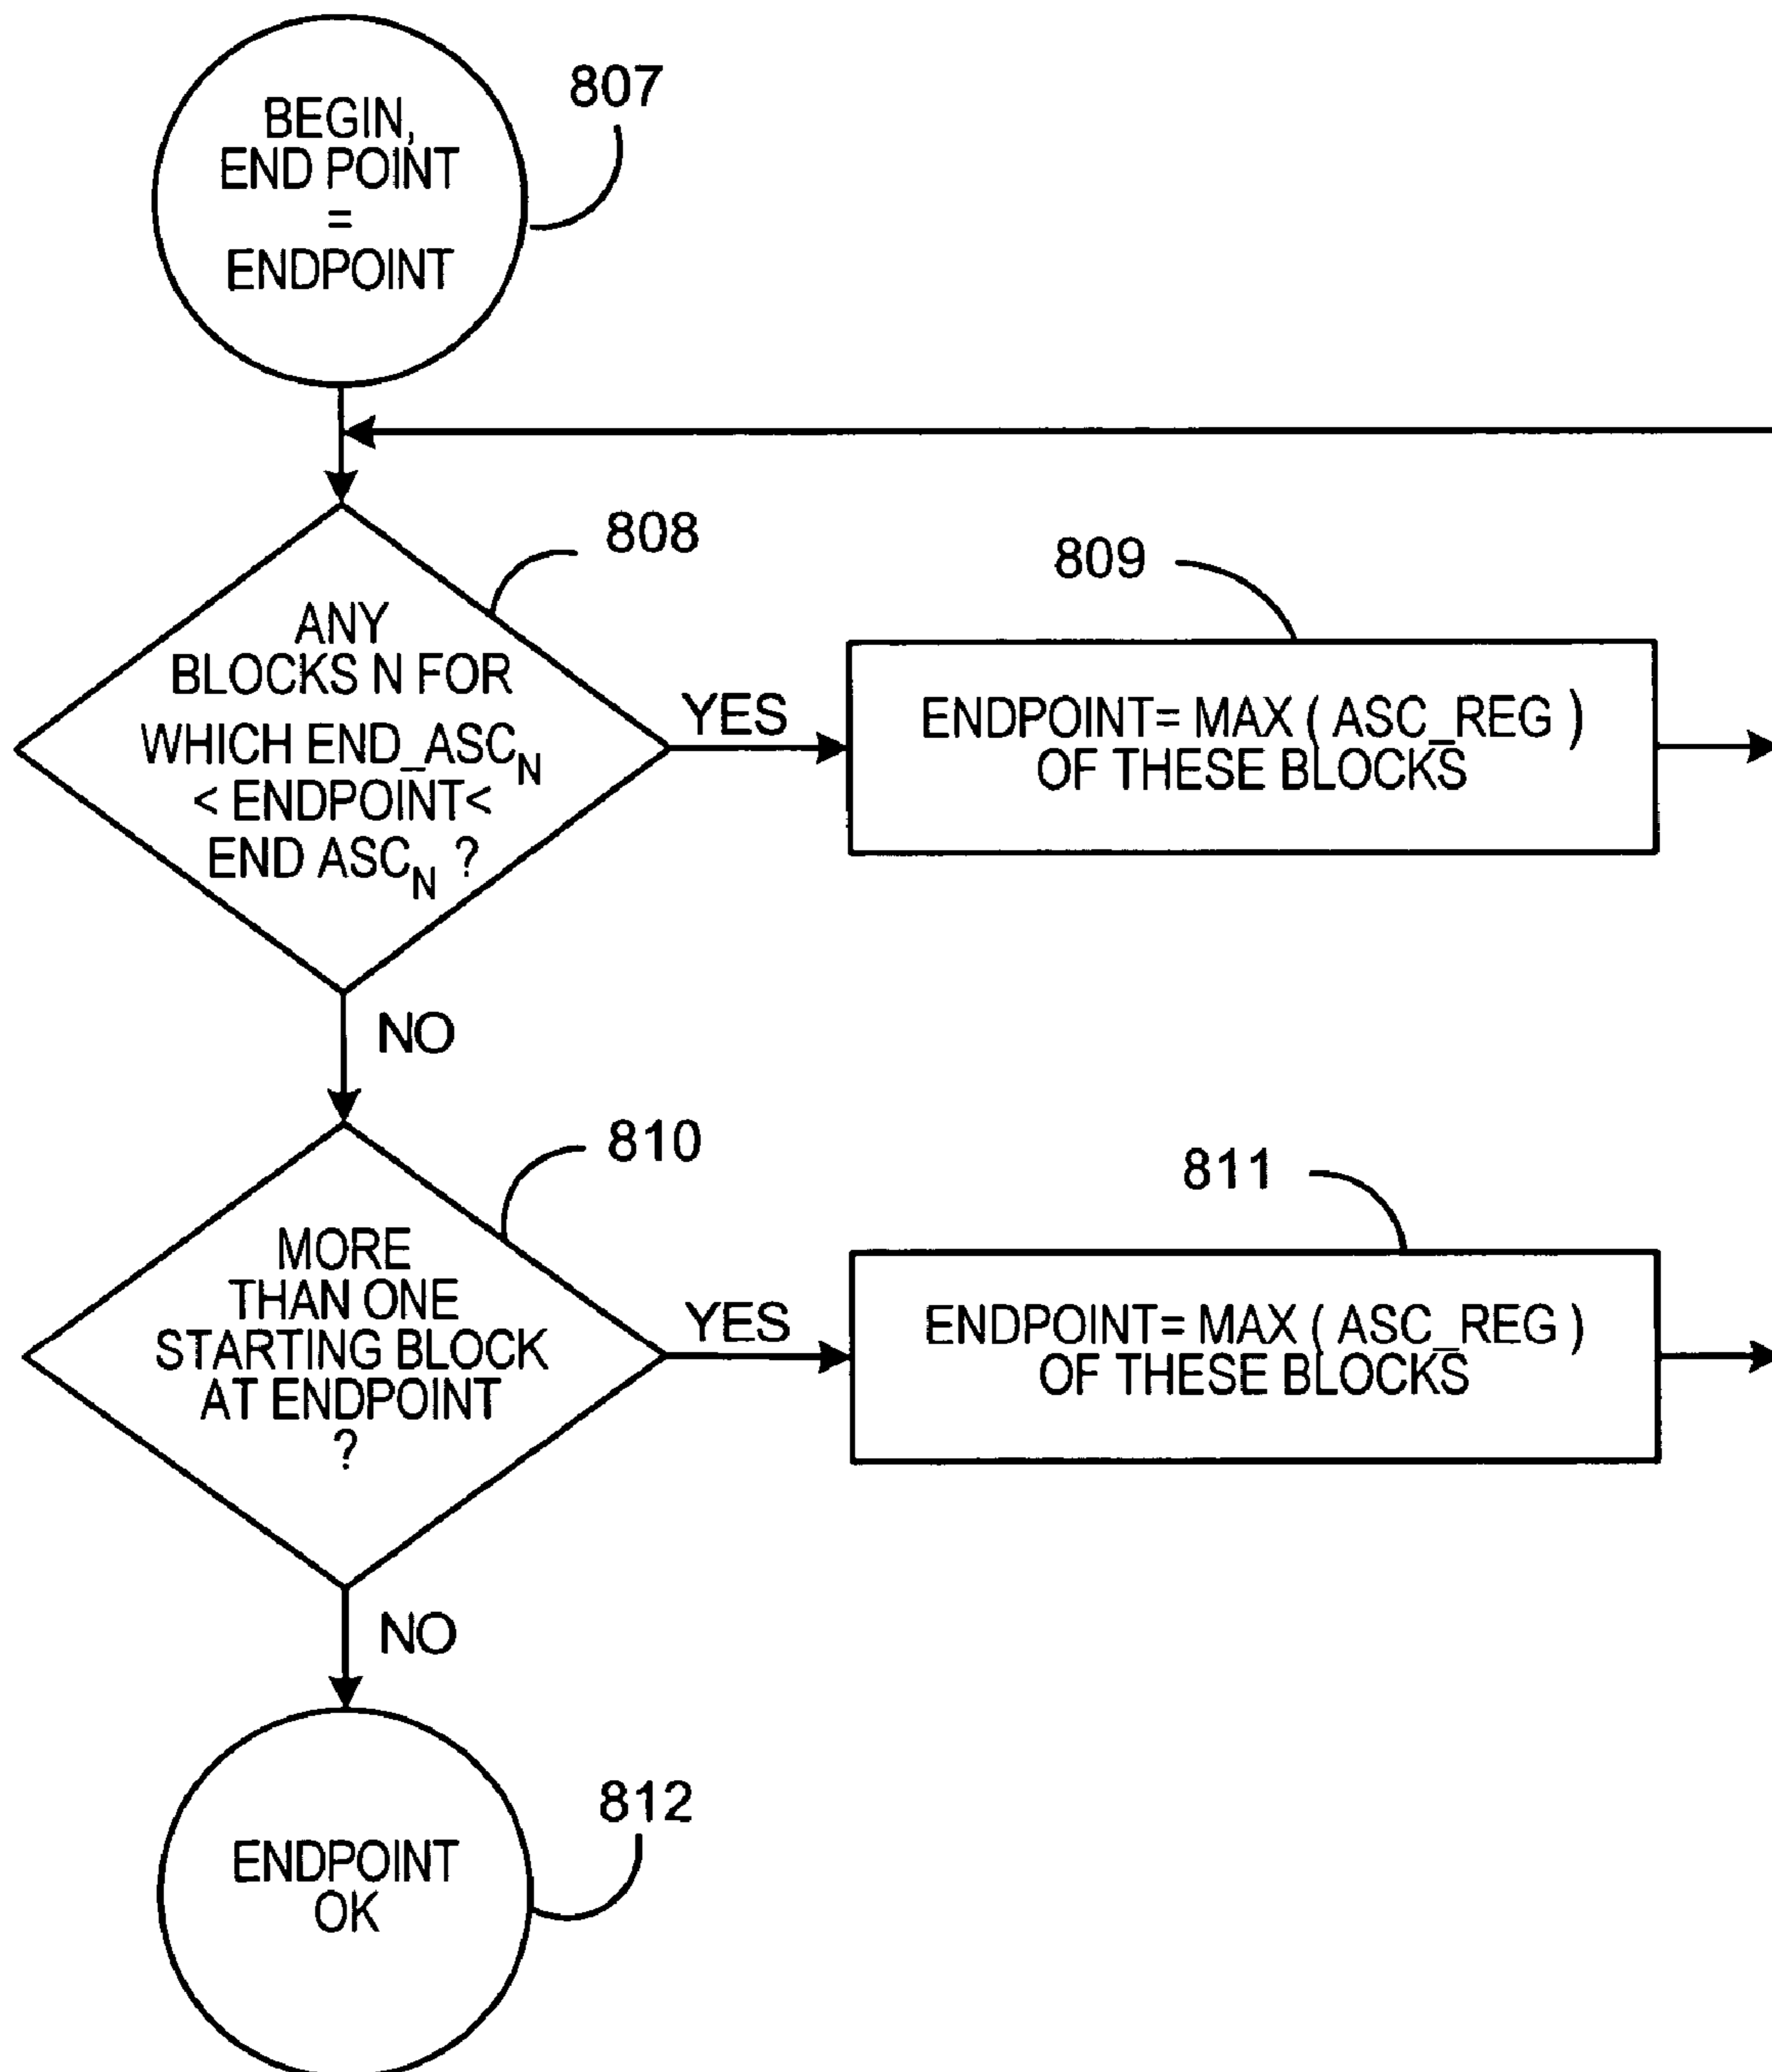 BEGIN,
END POINT
=
ENDPOINT
807
808
ANY
BLOCKS N FOR
WHICH END_ASC_N
< ENDPOINT<
END ASC_N ?
YES
809
ENDPOINT= MAX ( ASC_REG )
OF THESE BLOCKS
NO
810
MORE
THAN ONE
STARTING BLOCK
AT ENDPOINT
?
YES
811
ENDPOINT= MAX ( ASC_REG )
OF THESE BLOCKS
NO
ENDPOINT
OK
812